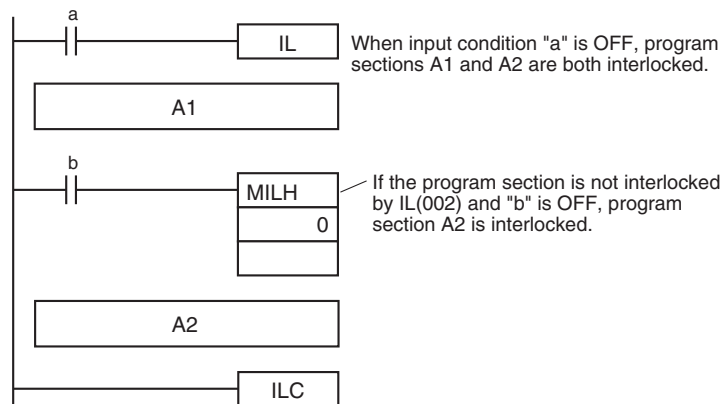 a
IL
When input condition "a" is OFF, program
sections A1 and A2 are both interlocked.
A1
b
MILH
0
If the program section is not interlocked
by IL(002) and "b" is OFF, program
section A2 is interlocked.
A2
ILC